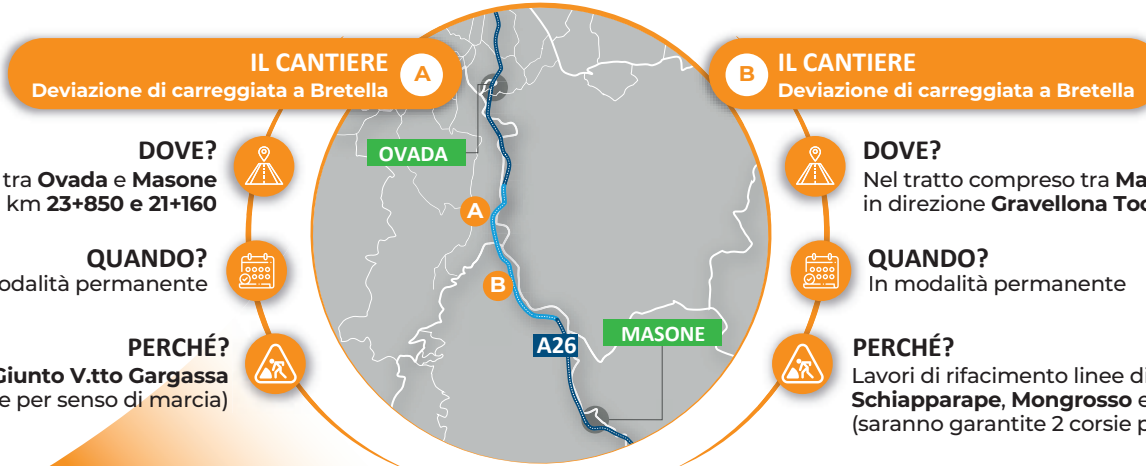 IL CANTIERE
Deviazione di carreggiata a Bretella
A
DOVE?
tra Ovada e Masone
km 23+850 e 21+160
QUANDO?
odalità permanente
PERCHÉ?
Giunto V.tto Gargassa
e per senso di marcia)
OVADA
A
B
A26
MASONE
B
IL CANTIERE
Deviazione di carreggiata a Bretella
DOVE?
Nel tratto compreso tra Ma
in direzione Gravellona Toc
QUANDO?
In modalità permanente
PERCHÉ?
Lavori di rifacimento linee di
Schiapparape, Mongrosso e
(saranno garantite 2 corsie p